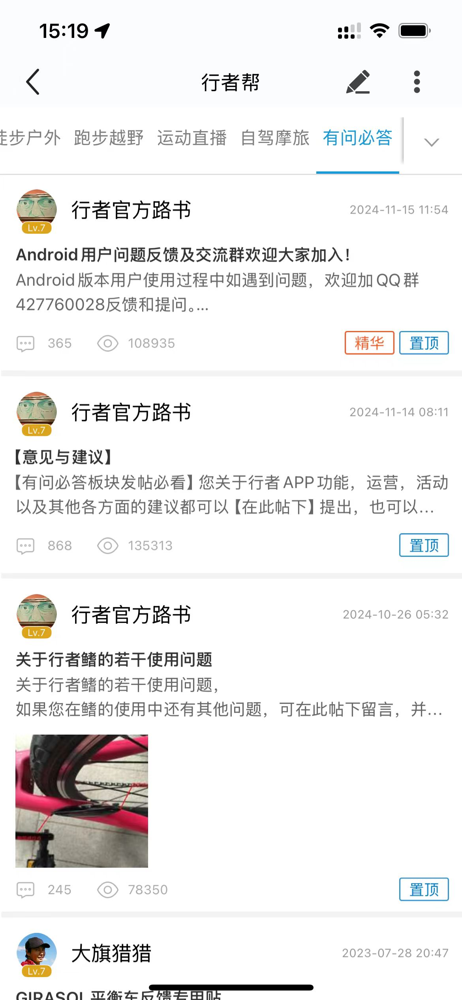 15:19
行者帮
徒步户外 跑步越野 运动直播 自驾摩旅 有问必答
行者官方路书 2024-11-15 11:54
Lv.7
Android用户问题反馈及交流群欢迎大家加入！
Android版本用户使用过程中如遇到问题，欢迎加QQ群
427760028反馈和提问。...
365 108935 精华 置顶
行者官方路书 2024-11-14 08:11
Lv.7
【意见与建议】
【有问必答板块发帖必看】您关于行者APP功能，运营，活动
以及其他各方面的建议都可以【在此帖下】提出，也可以...
868 135313 置顶
行者官方路书 2024-10-26 05:32
Lv.7
关于行者鳍的若干使用问题
关于行者鳍的若干使用问题，
如果您在鳍的使用中还有其他问题，可在此帖下留言，并...
245 78350 置顶
大旗猎猎 2023-07-28 20:47
Lv.7
GIRASOL平衡车反馈专用贴